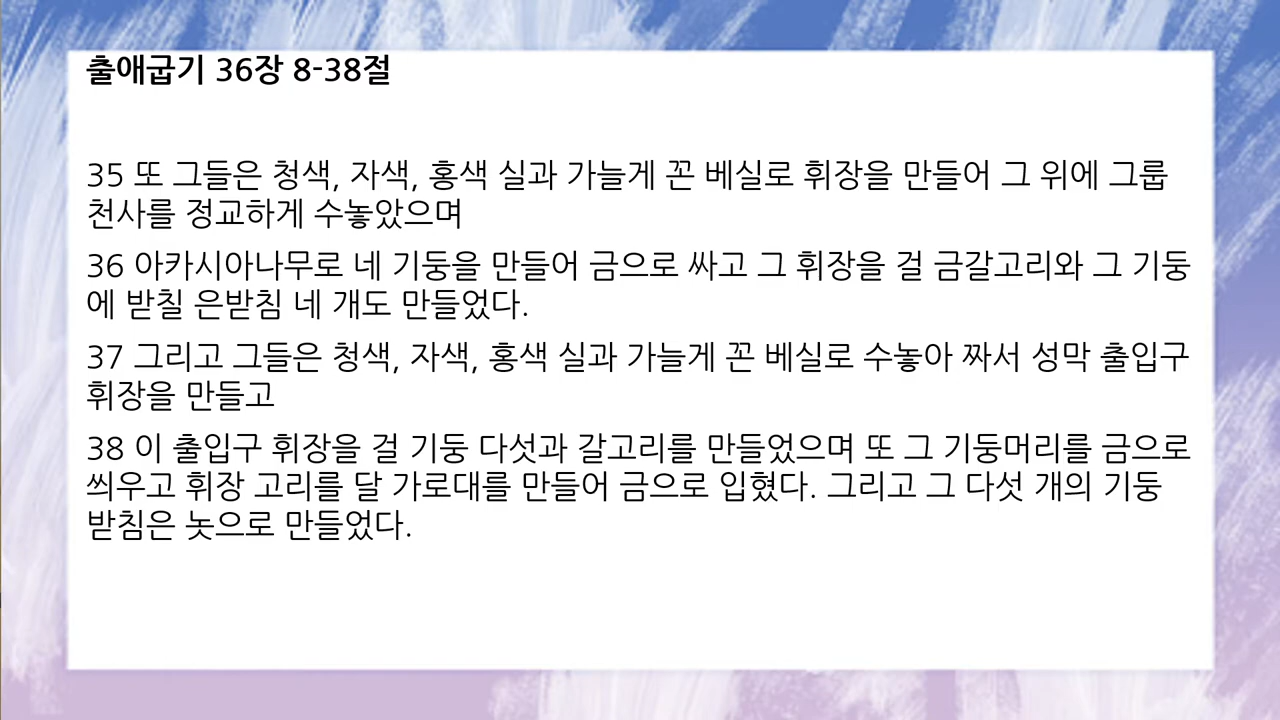 출애굽기 36장 8-38절
35 또 그들은 청색, 자색, 홍색 실과 가늘게 꼰 베실로 휘장을 만들어 그 위에 그룹
천사를 정교하게 수놓았으며
36 아카시아나무로 네 기둥을 만들어 금으로 싸고 그 휘장을 걸 금갈고리와 그 기둥
에 받칠 은받침 네 개도 만들었다.
37 그리고 그들은 청색, 자색, 홍색 실과 가늘게 꼰 베실로 수놓아 짜서 성막 출입구
휘장을 만들고
38 이 출입구 휘장을 걸 기둥 다섯과 갈고리를 만들었으며 또 그 기둥머리를 금으로
씌우고 휘장 고리를 달 가로대를 만들어 금으로 입혔다. 그리고 그 다섯 개의 기둥
받침은 놋으로 만들었다.